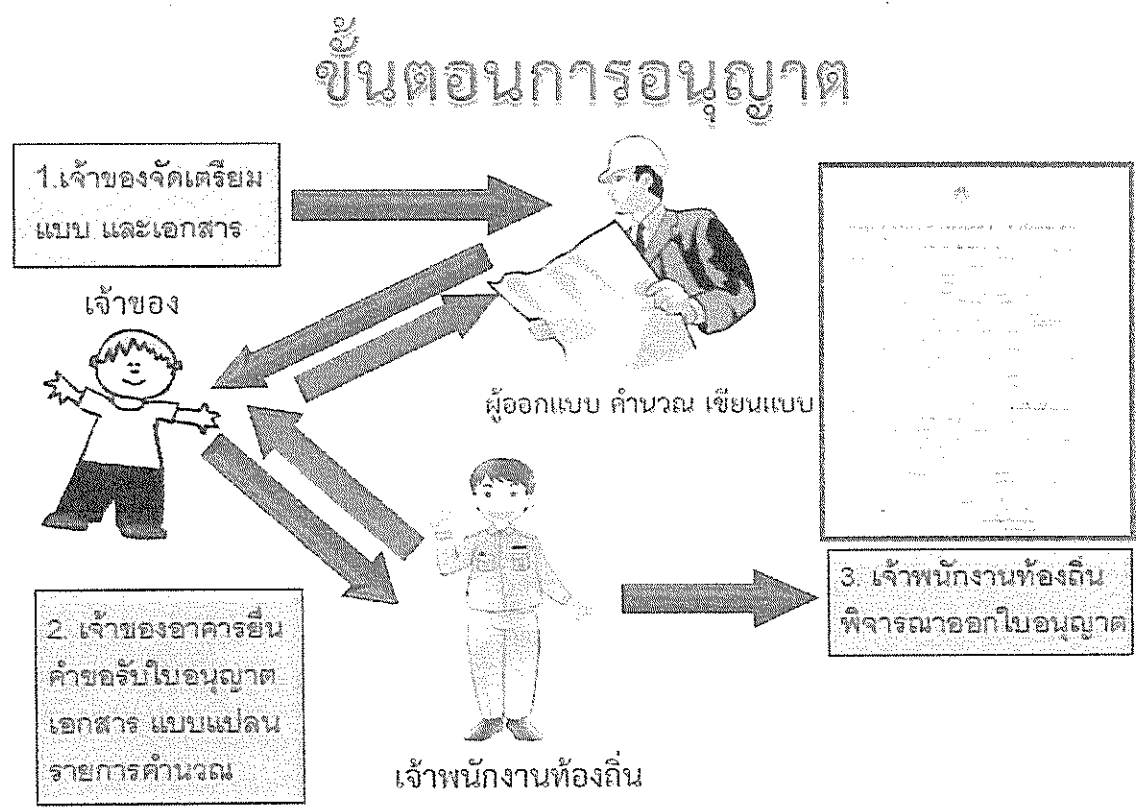 ขั้นตอนการอนุญาต
1.เจ้าของจัดเตรียม
แบบ และเอกสาร
เจ้าของ
ผู้ออกแบบ คำนวณ เขียนแบบ
2. เจ้าของอาคารยื่น
คำขอรับใบอนุญาต
เอกสาร แบบแปลน
รายการคำนวณ
เจ้าพนักงานท้องถิ่น
3. เจ้าพนักงานท้องถิ่น
พิจารณาออกใบอนุญาต